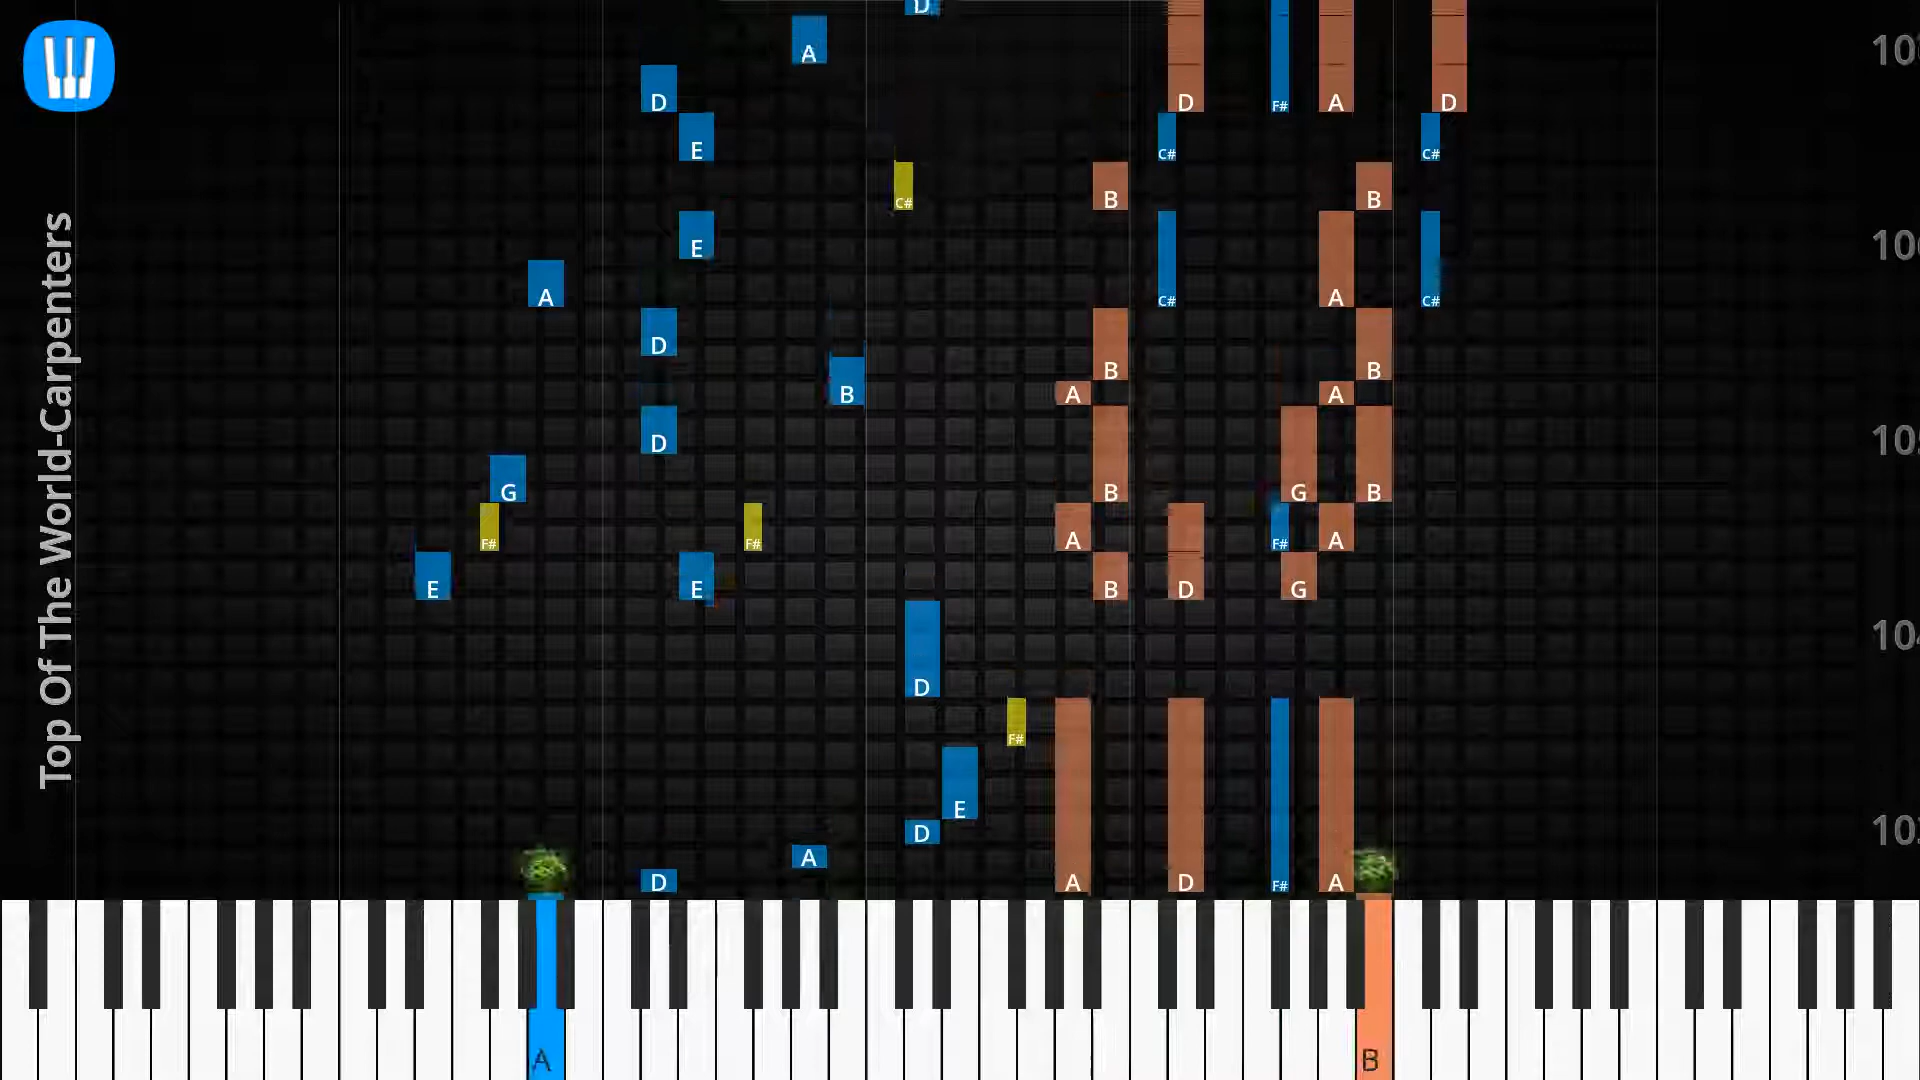 Top Of The World-Carpenters
D
A
D D F# A D
E C# C#
C# B B
E
A C# A C#
D
B B B
A A
D
G B G B
F# F# A F# A
E E B D G
D
F#
E
D
A
D A D F# A
A B